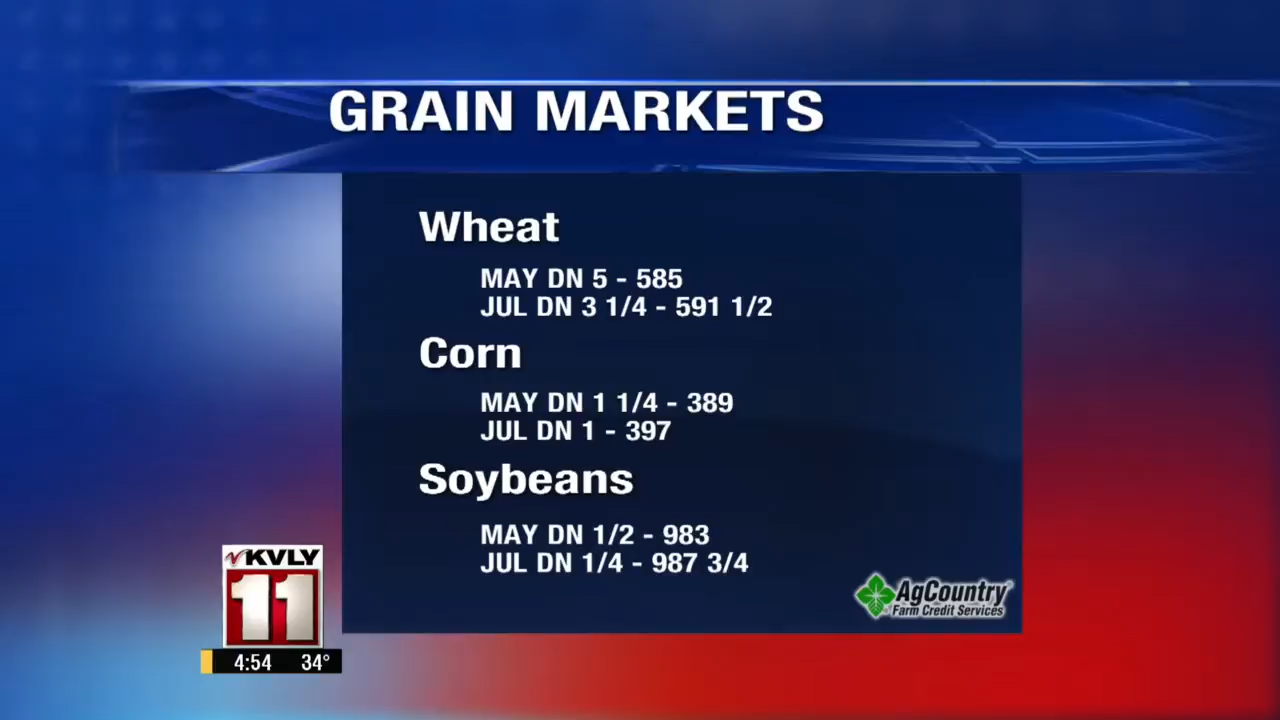 GRAIN MARKETS
Wheat
MAY DN 5 - 585
JUL DN 3 1/4 - 591 1/2
Corn
MAY DN 1 1/4 - 389
JUL DN 1 - 397
Soybeans
MAY DN 1/2 - 983
JUL DN 1/4 - 987 3/4
AgCountry
Farm Credit Services
KVLY
11
4:54 34°